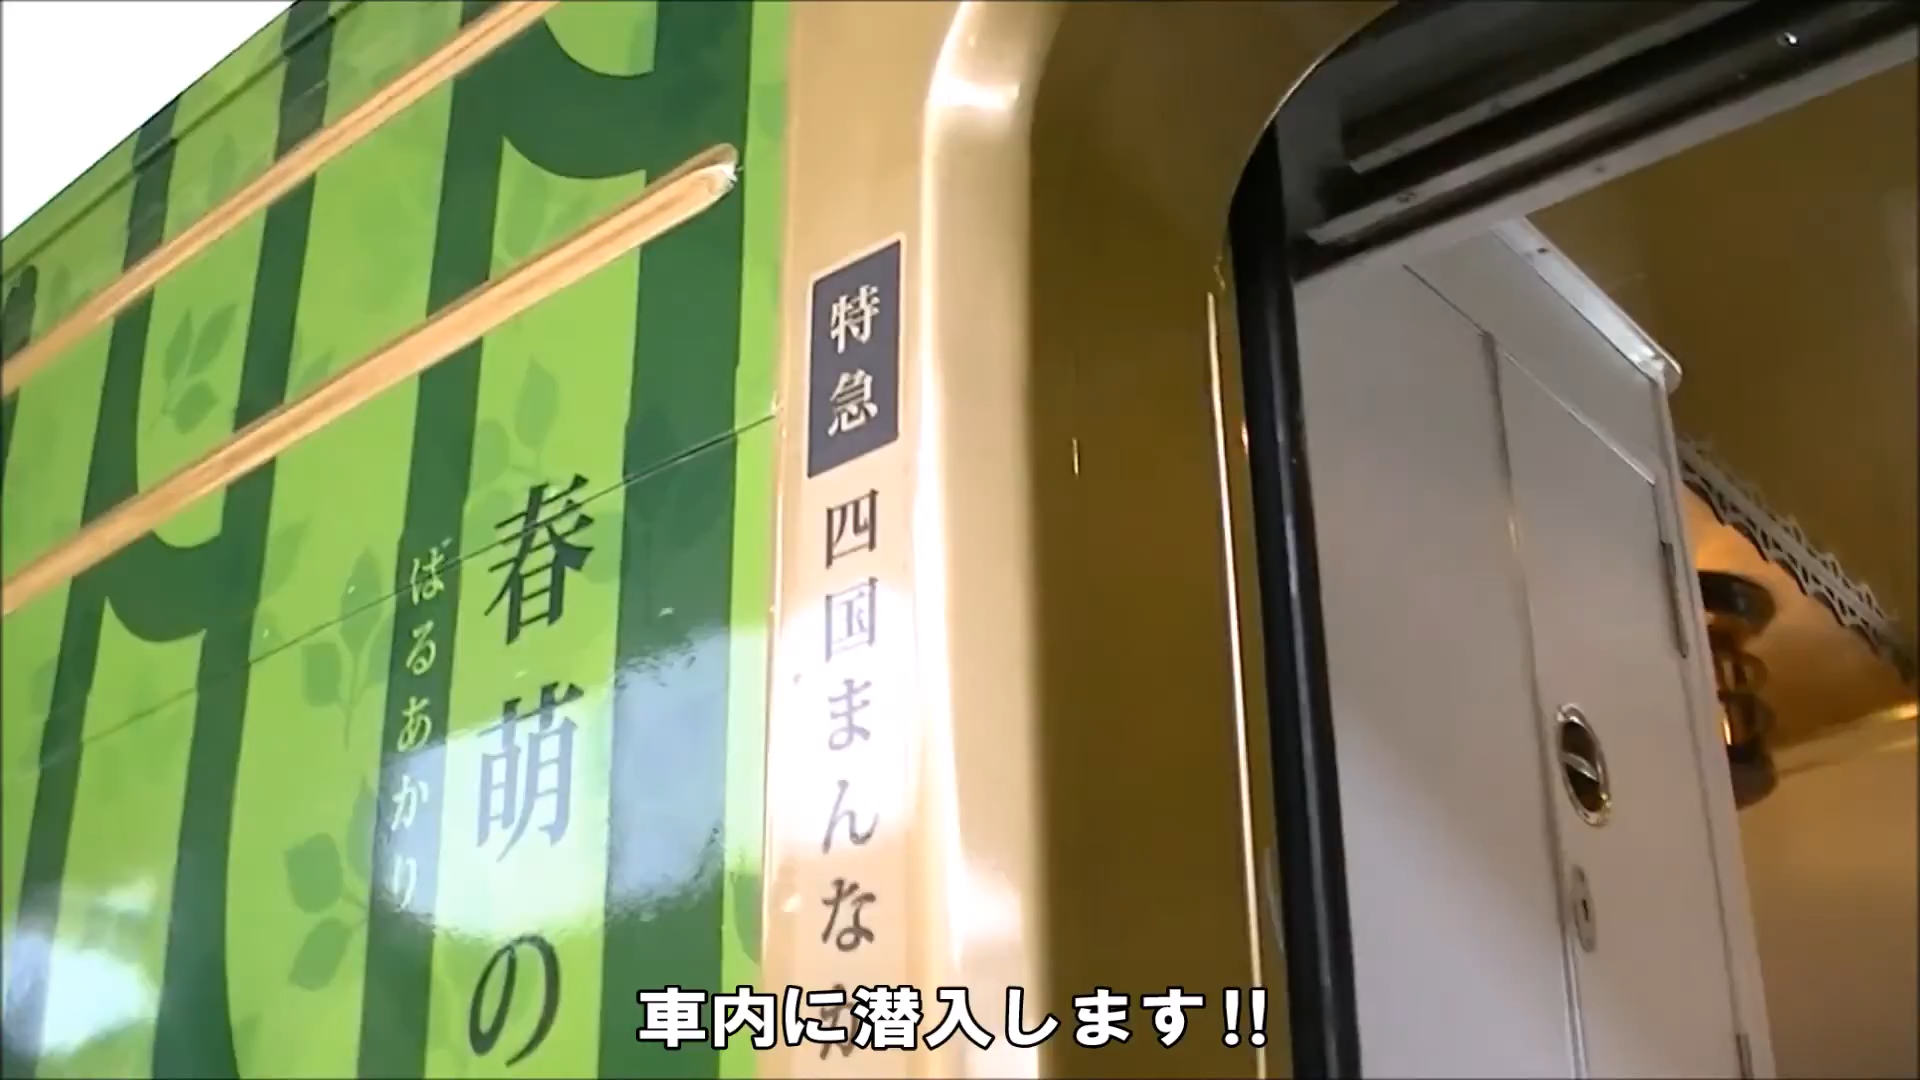 特急
四国まんなか
春萌の
はるあかり
車内に潜入します!!